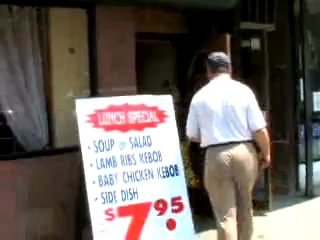 LUNCH SPECIAL
• SOUP or SALAD
• LAMB RIBS KEBOB
• BABY CHICKEN KEBOB
• SIDE DISH
$7.95